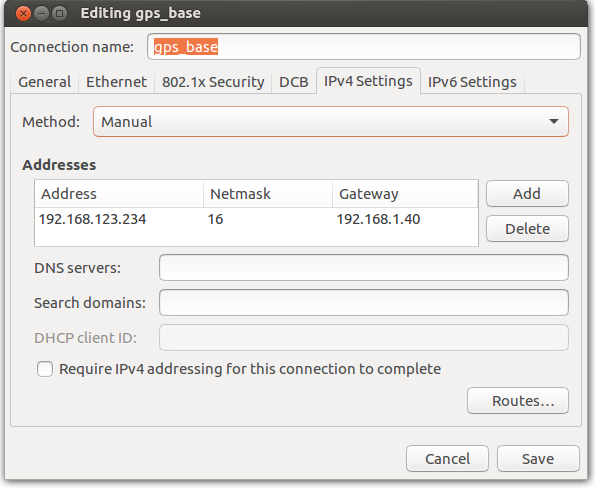 Editing gps_base
Connection name: gps_base
General Ethernet 802.1x Security DCB IPv4 Settings IPv6 Settings
Method: Manual
Addresses
Address Netmask Gateway
192.168.123.234 16 192.168.1.40
Add
Delete
DNS servers:
Search domains:
DHCP client ID:
Require IPv4 addressing for this connection to complete
Routes...
Cancel Save